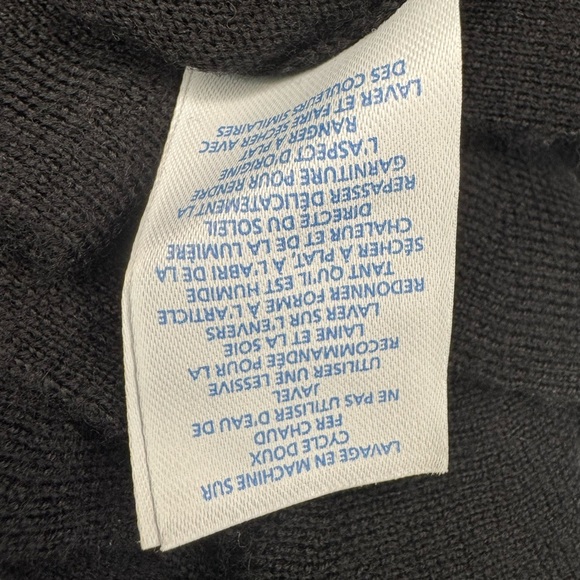 LAVAGE EN MACHINE SUR
CYCLE DOUX
FER CHAUD
NE PAS UTILISER D'EAU DE
JAVEL
UTILISER UNE LESSIVE
RECOMMANDÉE POUR LA
LAINE ET LA SOIE
LAVER SUR L'ENVERS
REDONNER FORME À L'ARTICLE
TANT QU'IL EST HUMIDE
SÉCHER À PLAT, À L'ABRI DE LA
CHALEUR ET DE LA LUMIÈRE
DIRECTE DU SOLEIL
REPASSER DÉLICATEMENT LA
GARNITURE POUR RENDRE
L'ASPECT D'ORIGINE
RANGER À PLAT
LAVER ET FAIRE SÉCHER AVEC
DES COULEURS SIMILAIRES